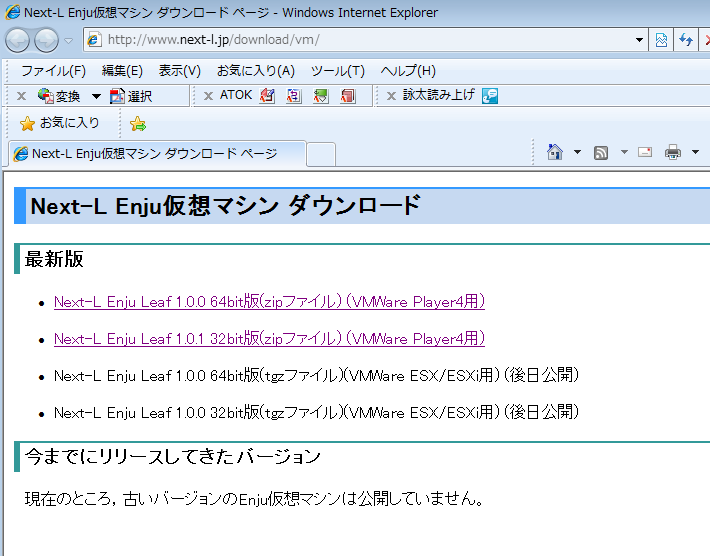 Next-L Enju仮想マシン ダウンロード ページ - Windows Internet Explorer
http://www.next-l.jp/download/vm/
ファイル(F) 編集(E) 表示(V) お気に入り(A) ツール(T) ヘルプ(H)
変換 選択 ATOK 詠太読み上げ
お気に入り
Next-L Enju仮想マシン ダウンロード ページ
Next-L Enju仮想マシン ダウンロード
最新版
• Next-L Enju Leaf 1.0.0 64bit版(zipファイル) (VMWare Player4用)
• Next-L Enju Leaf 1.0.1 32bit版(zipファイル) (VMWare Player4用)
• Next-L Enju Leaf 1.0.0 64bit版(tgzファイル)(VMWare ESX/ESXi用) (後日公開)
• Next-L Enju Leaf 1.0.0 32bit版(tgzファイル)(VMWare ESX/ESXi用) (後日公開)
今までにリリースしてきたバージョン
現在のところ, 古いバージョンのEnju仮想マシンは公開していません。